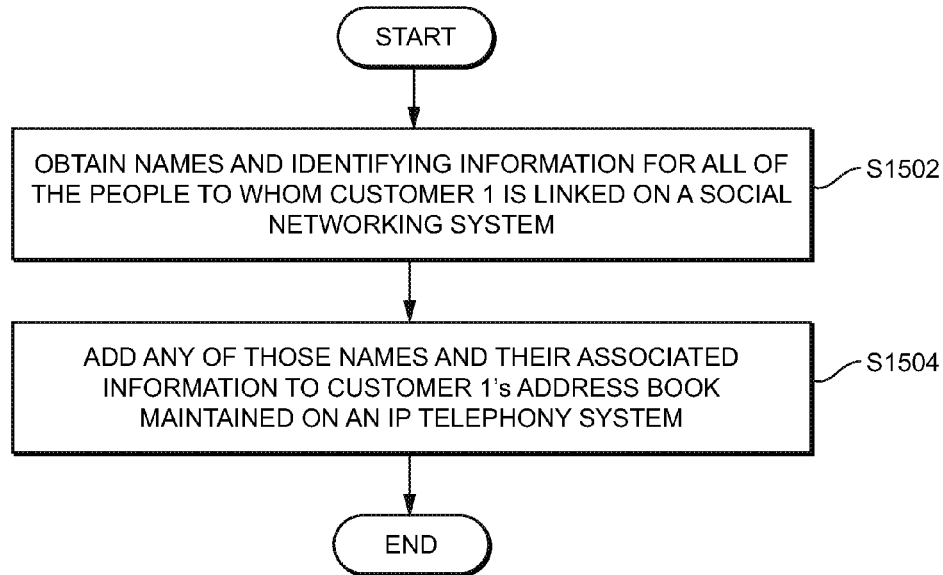 START
OBTAIN NAMES AND IDENTIFYING INFORMATION FOR ALL OF
THE PEOPLE TO WHOM CUSTOMER 1 IS LINKED ON A SOCIAL
NETWORKING SYSTEM
S1502
ADD ANY OF THOSE NAMES AND THEIR ASSOCIATED
INFORMATION TO CUSTOMER 1's ADDRESS BOOK
MAINTAINED ON AN IP TELEPHONY SYSTEM
S1504
END